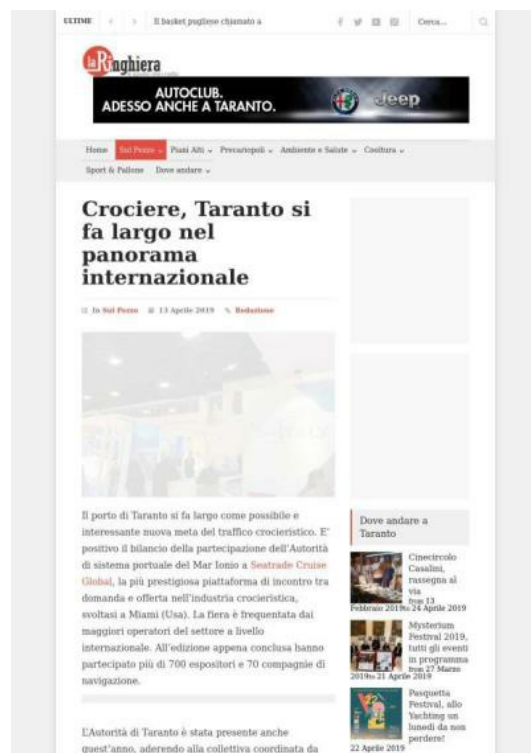 ULTIME
Il basket pugliese chiamato a
Cerca...
la Ringhiera
AUTOCLUB.
ADESSO ANCHE A TARANTO.
Jeep
Home Sul Pezzo Piani Alti Precariopoli Ambiente e Salute Cooltura
Sport & Pallone Dove andare
Crociere, Taranto si
fa largo nel
panorama
internazionale
In Sul Pezzo 13 Aprile 2019 Redazione
Il porto di Taranto si fa largo come possibile e
interessante nuova meta del traffico crocieristico. E'
positivo il bilancio della partecipazione dell'Autorità
di sistema portuale del Mar Ionio a Seatrade Cruise
Global, la più prestigiosa piattaforma di incontro tra
domanda e offerta nell'industria crocieristica,
svoltasi a Miami (Usa). La fiera è frequentata dai
maggiori operatori del settore a livello
internazionale. All'edizione appena conclusa hanno
partecipato più di 700 espositori e 70 compagnie di
navigazione.
L'Autorità di Taranto è stata presente anche
quest'anno, aderendo alla collettiva coordinata da
Dove andare a
Taranto
Cinecircolo
Casalini,
rassegna al
via
from 13
Febbraio 2019to 24 Aprile 2019
Mysterium
Festival 2019,
tutti gli eventi
in programma
from 27 Marzo
2019to 21 Aprile 2019
Pasquetta
Festival, allo
Yachting un
lunedì da non
perdere!
22 Aprile 2019